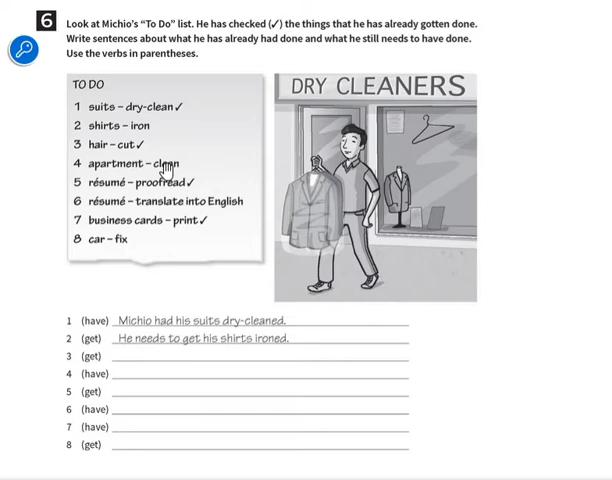 6 Look at Michio's "To Do" list. He has checked (✓) the things that he has already gotten done.
Write sentences about what he has already had done and what he still needs to have done.
Use the verbs in parentheses.
TO DO
1 suits – dry-clean ✓
2 shirts – iron
3 hair – cut ✓
4 apartment – clean
5 résumé – proofread ✓
6 résumé – translate into English
7 business cards – print ✓
8 car – fix
DRY CLEANERS
1 (have) Michio had his suits dry-cleaned.
2 (get) He needs to get his shirts ironed.
3 (get)
4 (have)
5 (get)
6 (have)
7 (have)
8 (get)